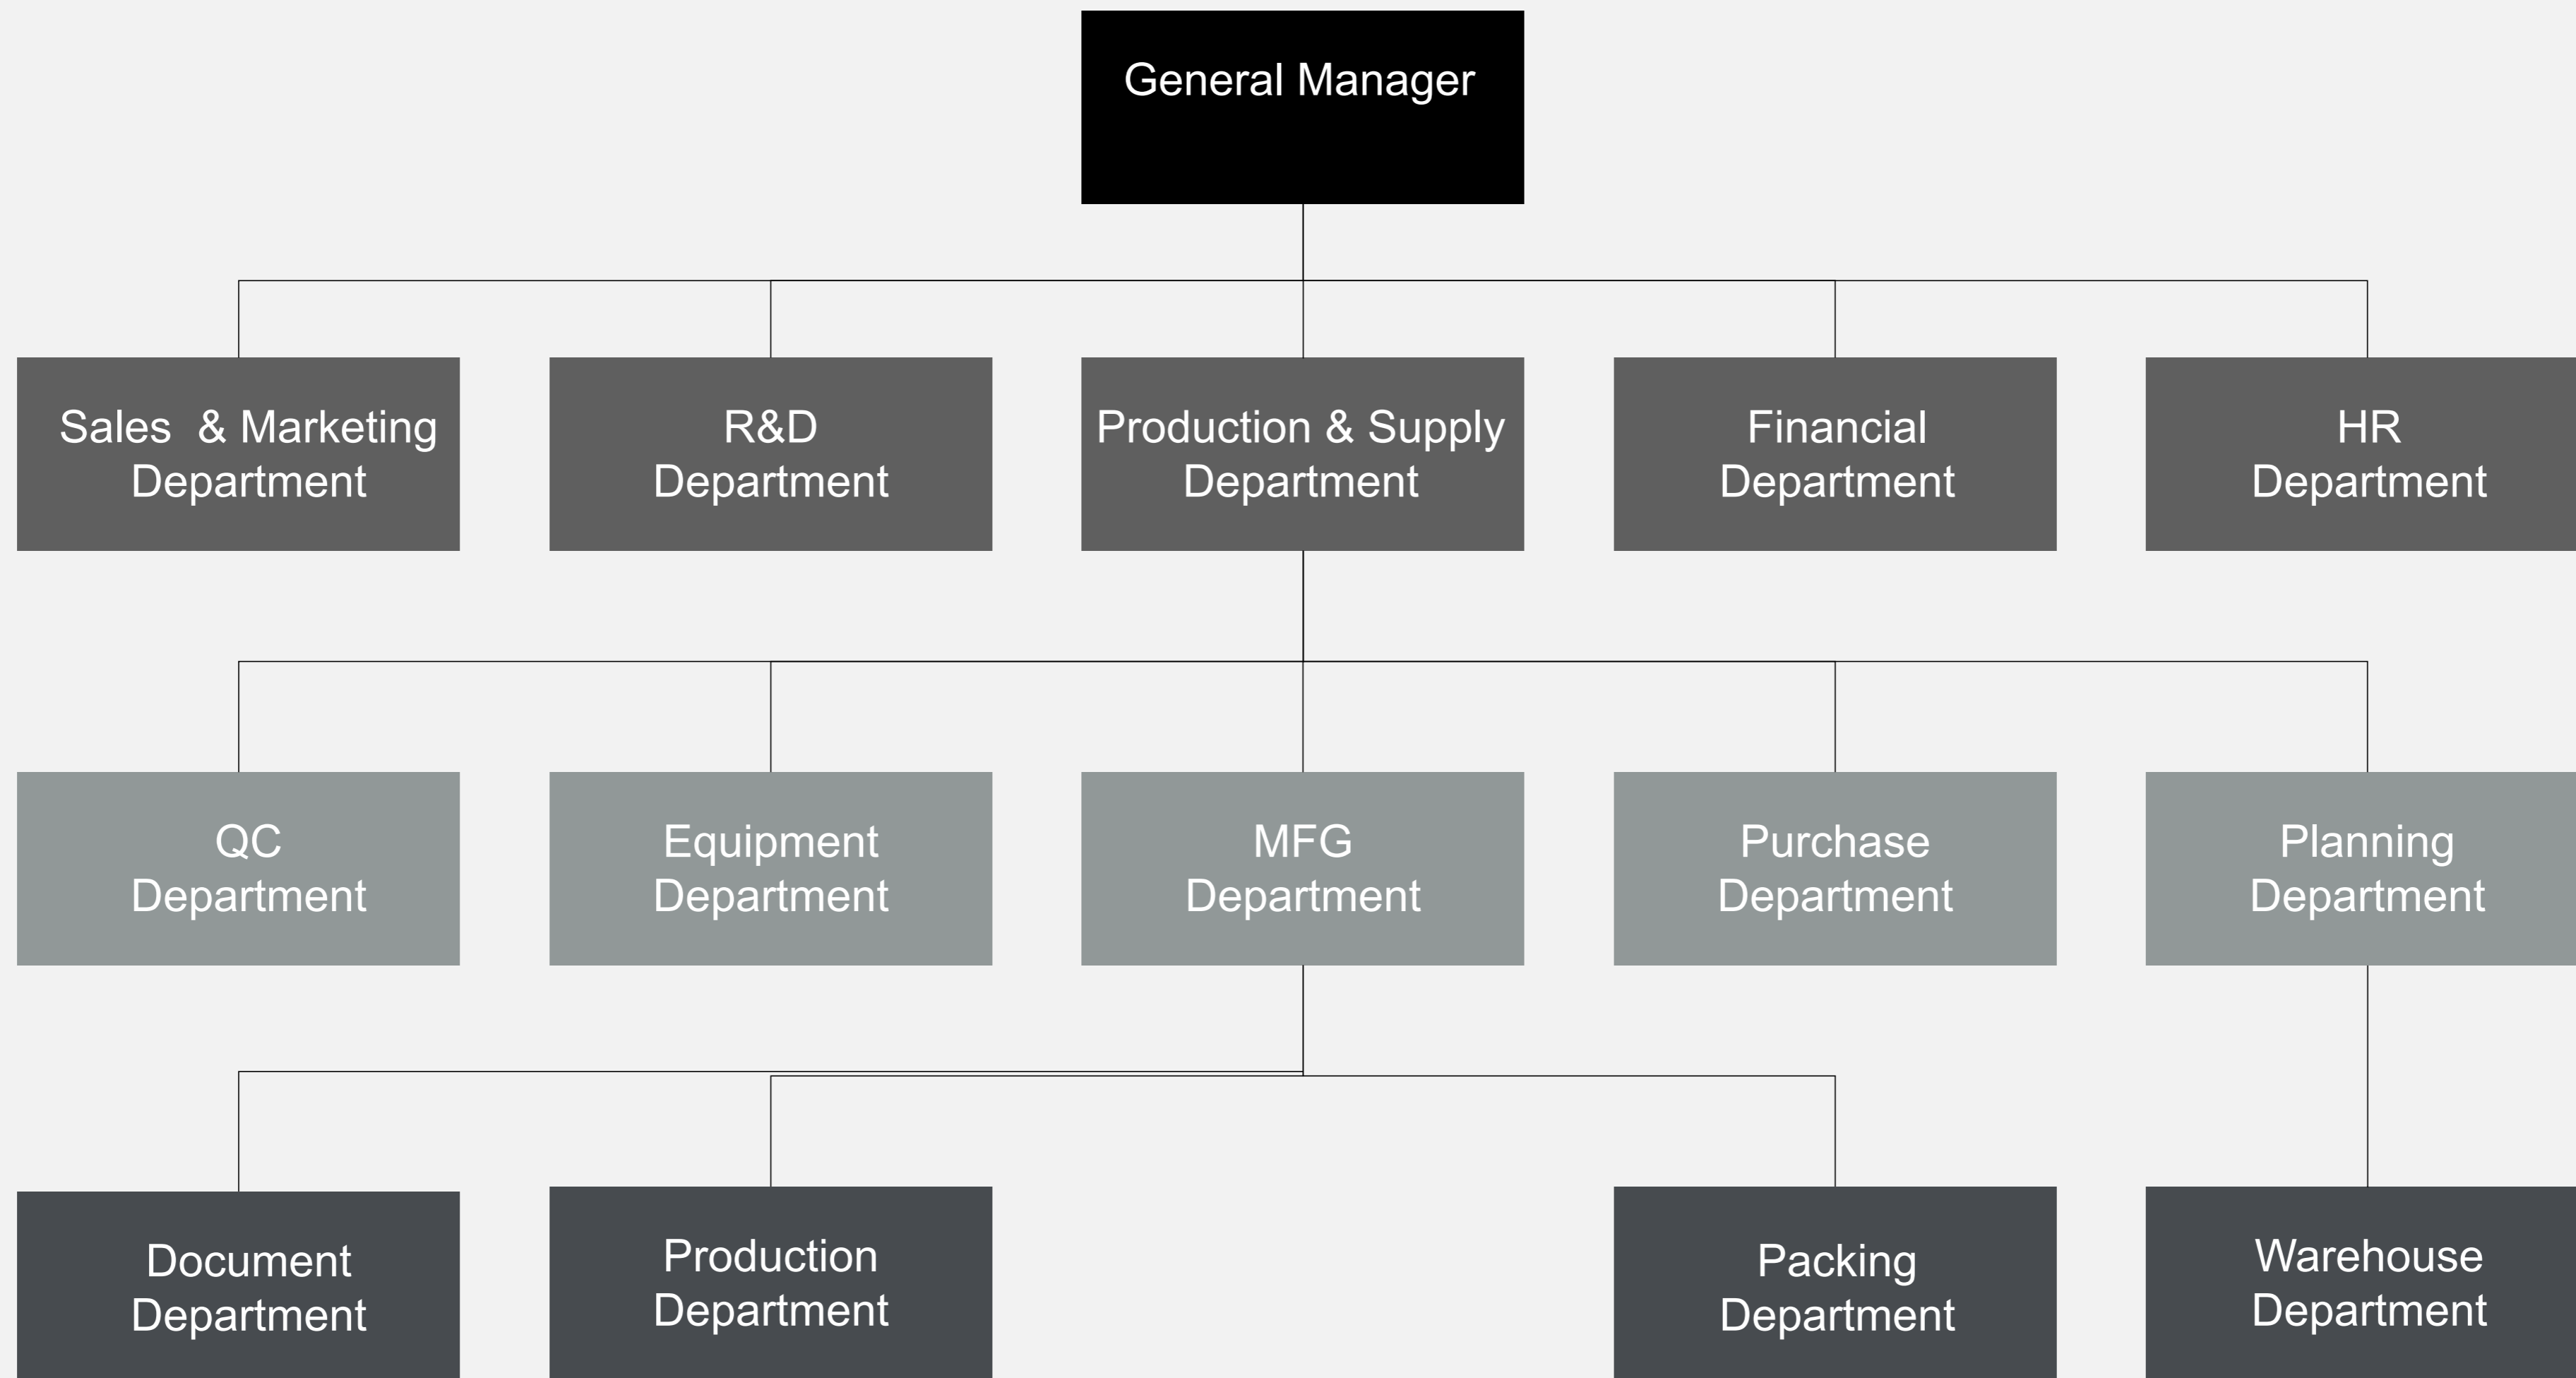 General Manager
Sales  & Marketing
Department
R&D
Department
Production & Supply
Department
Financial
Department
HR
Department
QC
Department
Equipment
Department
MFG
Department
Purchase
Department
Planning
Department
Document
Department
Production
Department
Packing
Department
Warehouse
Department